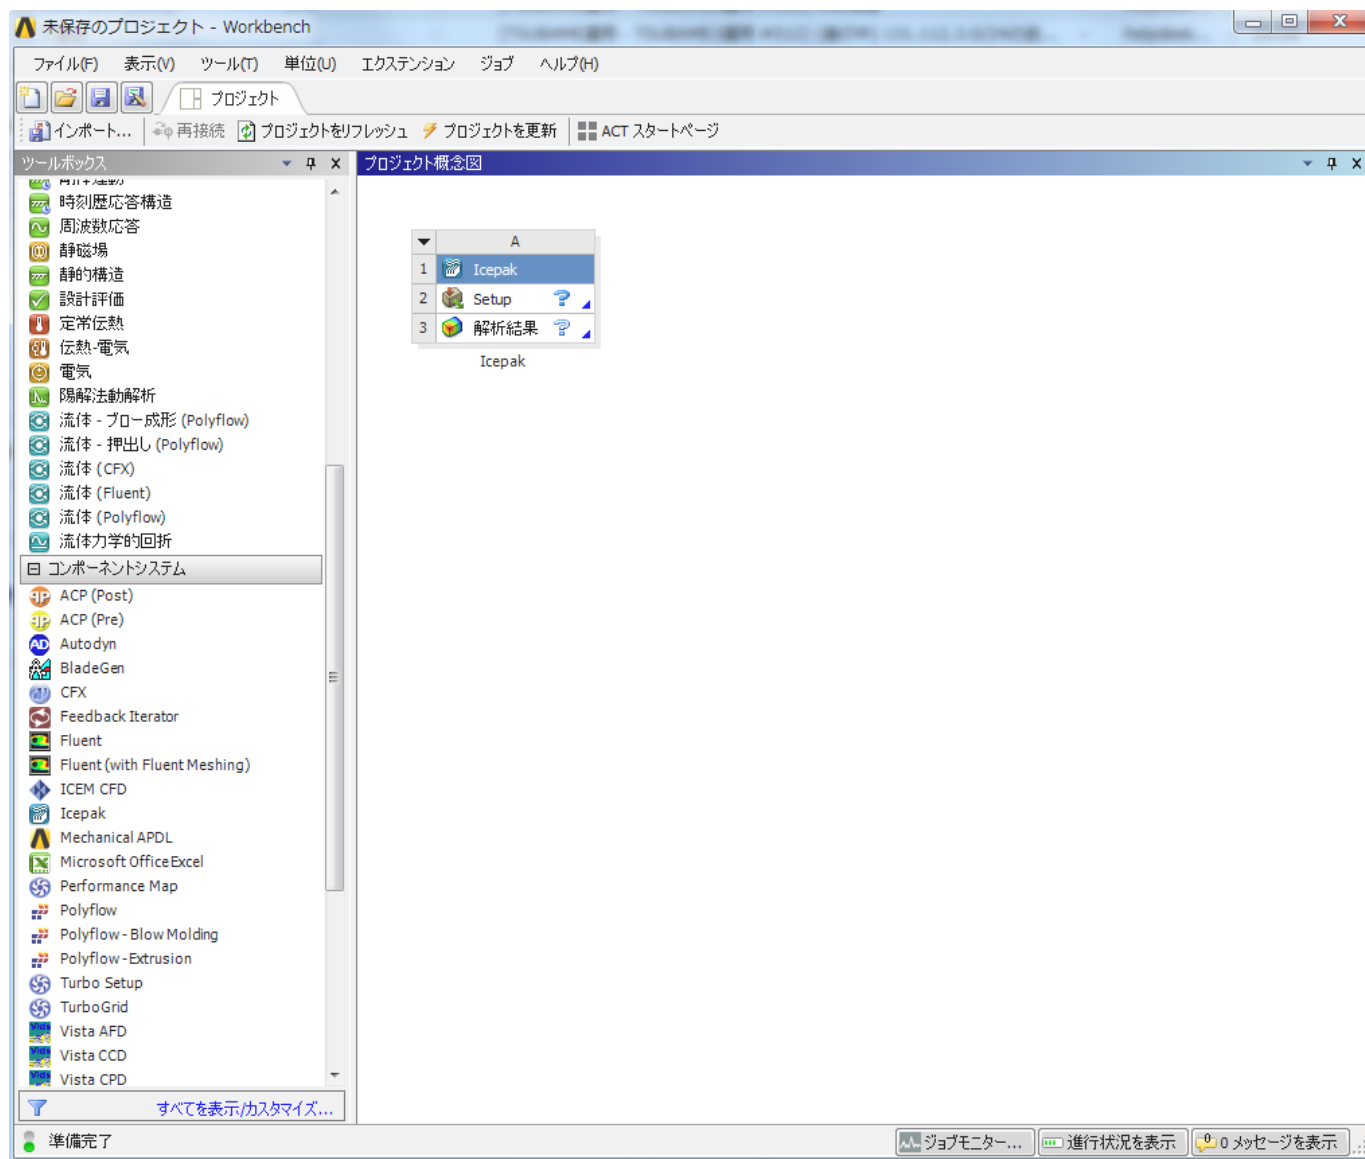 未保存のプロジェクト - Workbench
ファイル(F) 表示(V) ツール(T) 単位(U) エクステンション ジョブ ヘルプ(H)
プロジェクト
インポート... 再接続 プロジェクトをリフレッシュ プロジェクトを更新 ACT スタートページ
ツールボックス
時刻歴応答構造
周波数応答
静磁場
静的構造
設計評価
定常伝熱
伝熱-電気
電気
陽解法動解析
流体 - ブロー成形 (Polyflow)
流体 - 押出し (Polyflow)
流体 (CFX)
流体 (Fluent)
流体 (Polyflow)
流体力学的回折
コンポーネントシステム
ACP (Post)
ACP (Pre)
Autodyn
BladeGen
CFX
Feedback Iterator
Fluent
Fluent (with Fluent Meshing)
ICEM CFD
Icepak
Mechanical APDL
Microsoft Office Excel
Performance Map
Polyflow
Polyflow - Blow Molding
Polyflow - Extrusion
Turbo Setup
TurboGrid
Vista AFD
Vista CCD
Vista CPD
すべてを表示/カスタマイズ...
プロジェクト概念図
A
1 Icepak
2 Setup
3 解析結果
Icepak
準備完了
ジョブモニター... 進行状況を表示 0 メッセージを表示